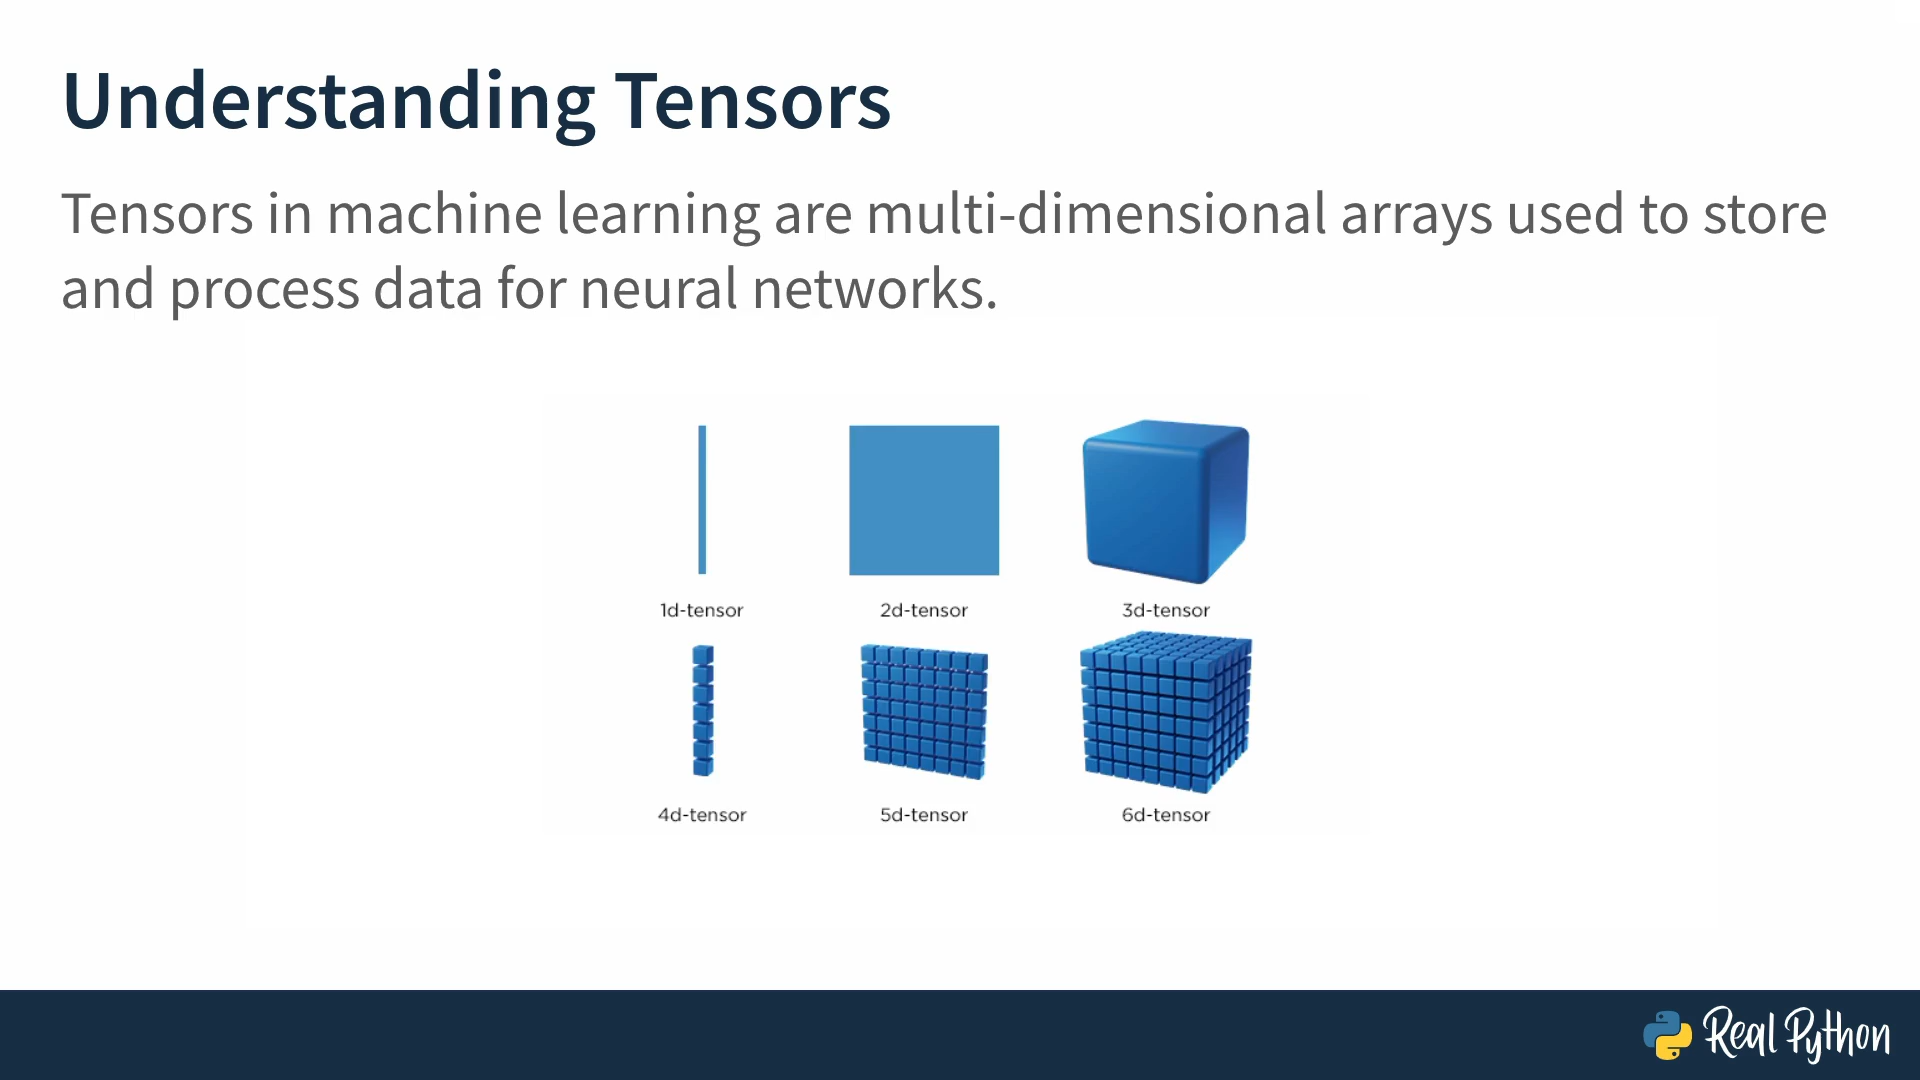 Understanding Tensors
Tensors in machine learning are multi-dimensional arrays used to store
and process data for neural networks.
1d-tensor
2d-tensor
3d-tensor
4d-tensor
5d-tensor
6d-tensor
Real Python